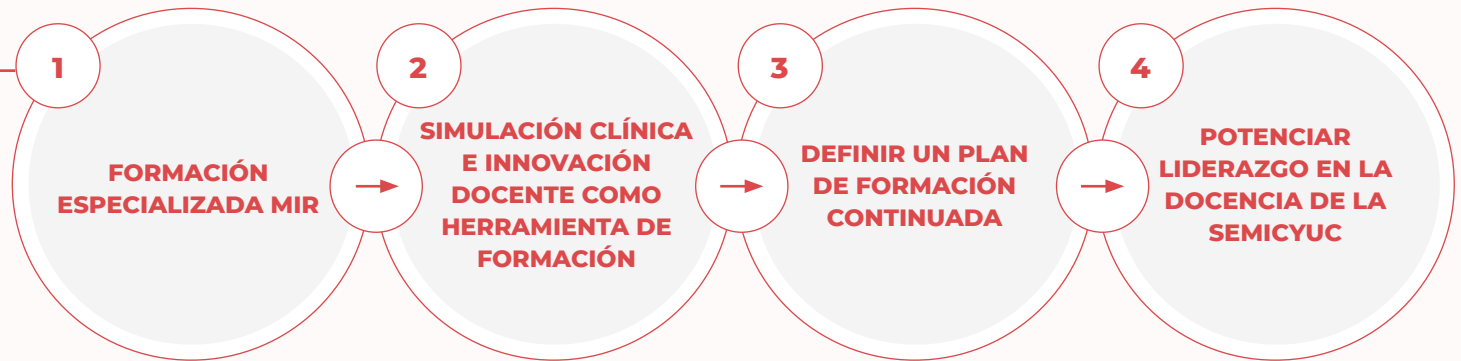 1
FORMACIÓN
ESPECIALIZADA MIR
2
SIMULACIÓN CLÍNICA
E INNOVACIÓN
DOCENTE COMO
HERRAMIENTA DE
FORMACIÓN
3
DEFINIR UN PLAN
DE FORMACIÓN
CONTINUADA
4
POTENCIAR
LIDERAZGO EN LA
DOCENCIA DE LA
SEMICYUC